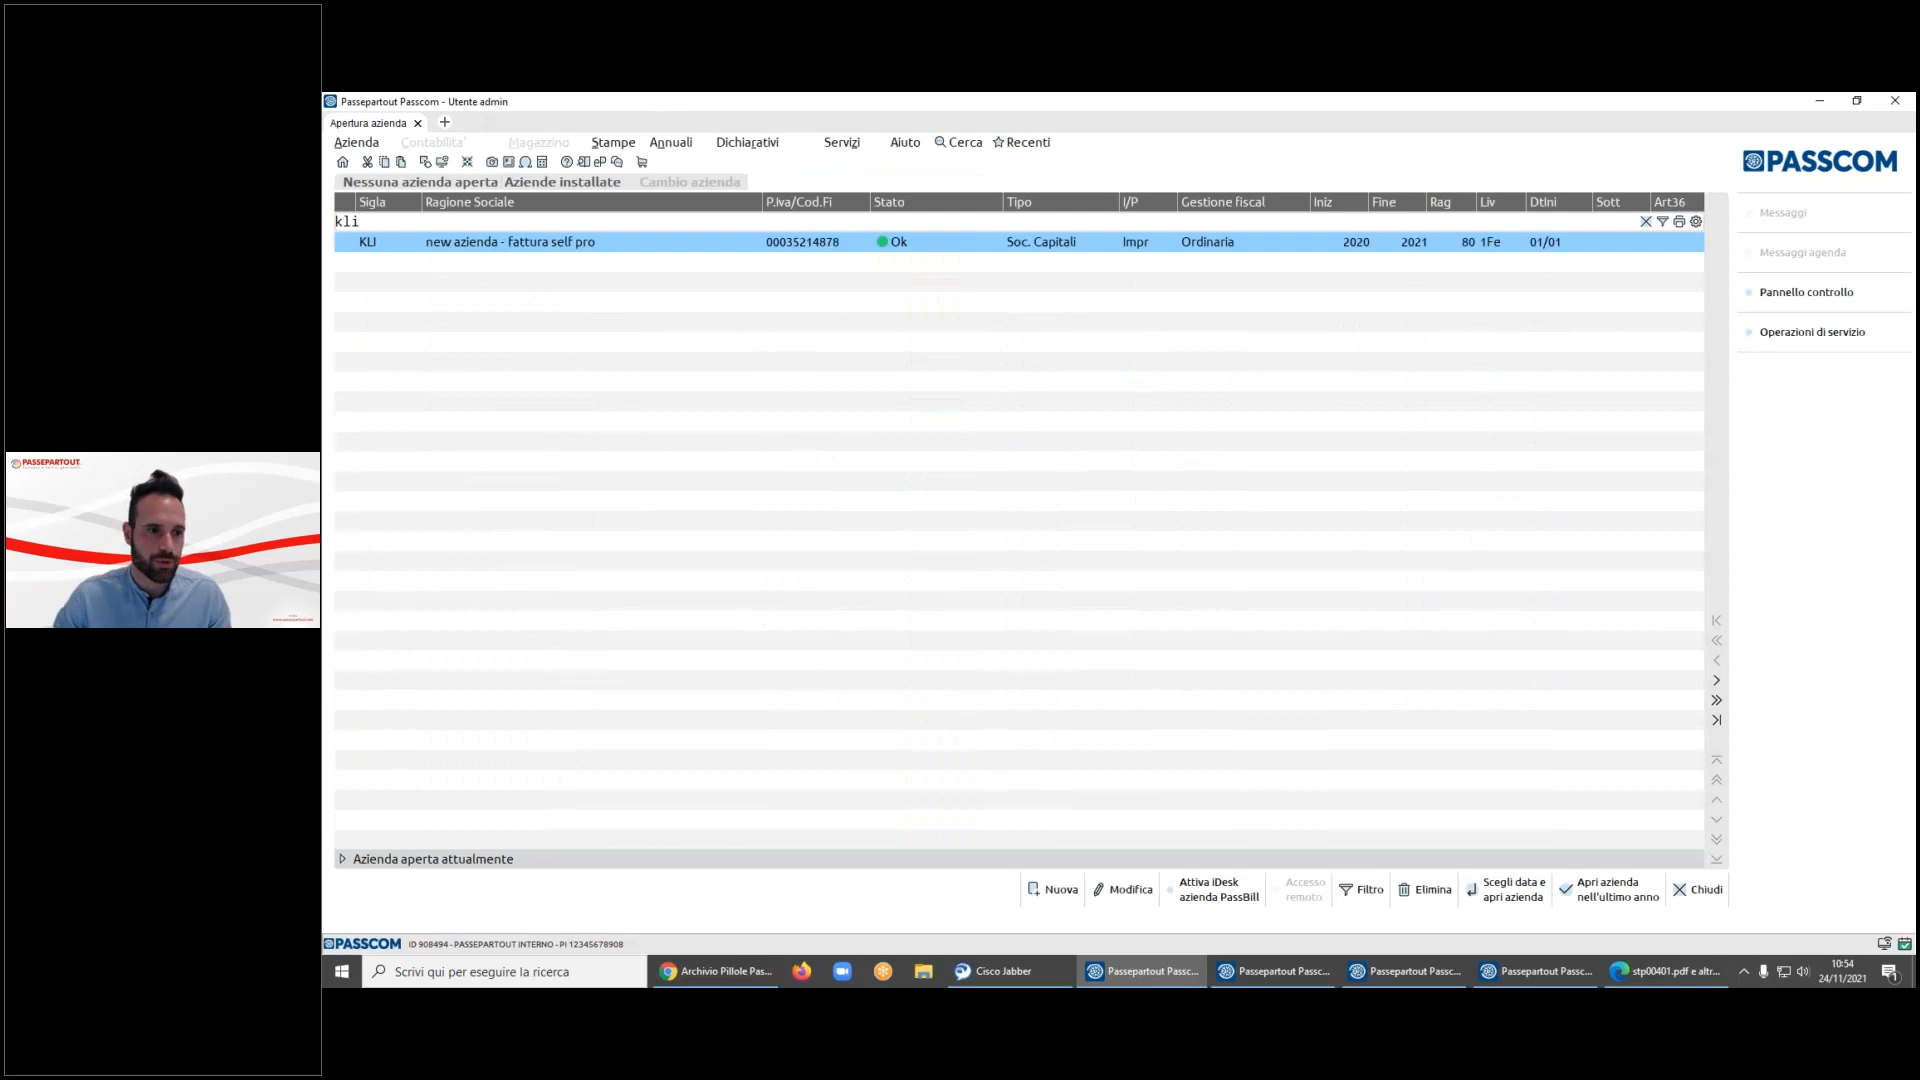 PASSEPARTOUT
www.passepartout.net
Passepartout Passcom - Utente admin
Apertura azienda
Azienda Contabilita' Magazzino Stampe Annuali Dichiarativi Servizi Aiuto Cerca Recenti
Nessuna azienda aperta Aziende installate Cambio azienda
Sigla Ragione Sociale P.Iva/Cod.Fi Stato Tipo I/P Gestione fiscal Iniz Fine Rag Liv DtIni Sott Art36
kli
KLI new azienda - fattura self pro 00035214878 Ok Soc. Capitali Impr Ordinaria 2020 2021 80 1Fe 01/01
Azienda aperta attualmente
Nuova Modifica Attiva iDesk azienda PassBill Accesso remoto Filtro Elimina Scegli data e apri azienda Apri azienda nell'ultimo anno Chiudi
PASSCOM
Messaggi
Messaggi agenda
Pannello controllo
Operazioni di servizio
PASSCOM ID 908494 - PASSEPARTOUT INTERNO - PI 12345678908
Scrivi qui per eseguire la ricerca
Archivio Pillole Pas...
Cisco Jabber
Passepartout Passc...
Passepartout Passc...
Passepartout Passc...
Passepartout Passc...
stp00401.pdf e altr...
10:54
24/11/2021
1